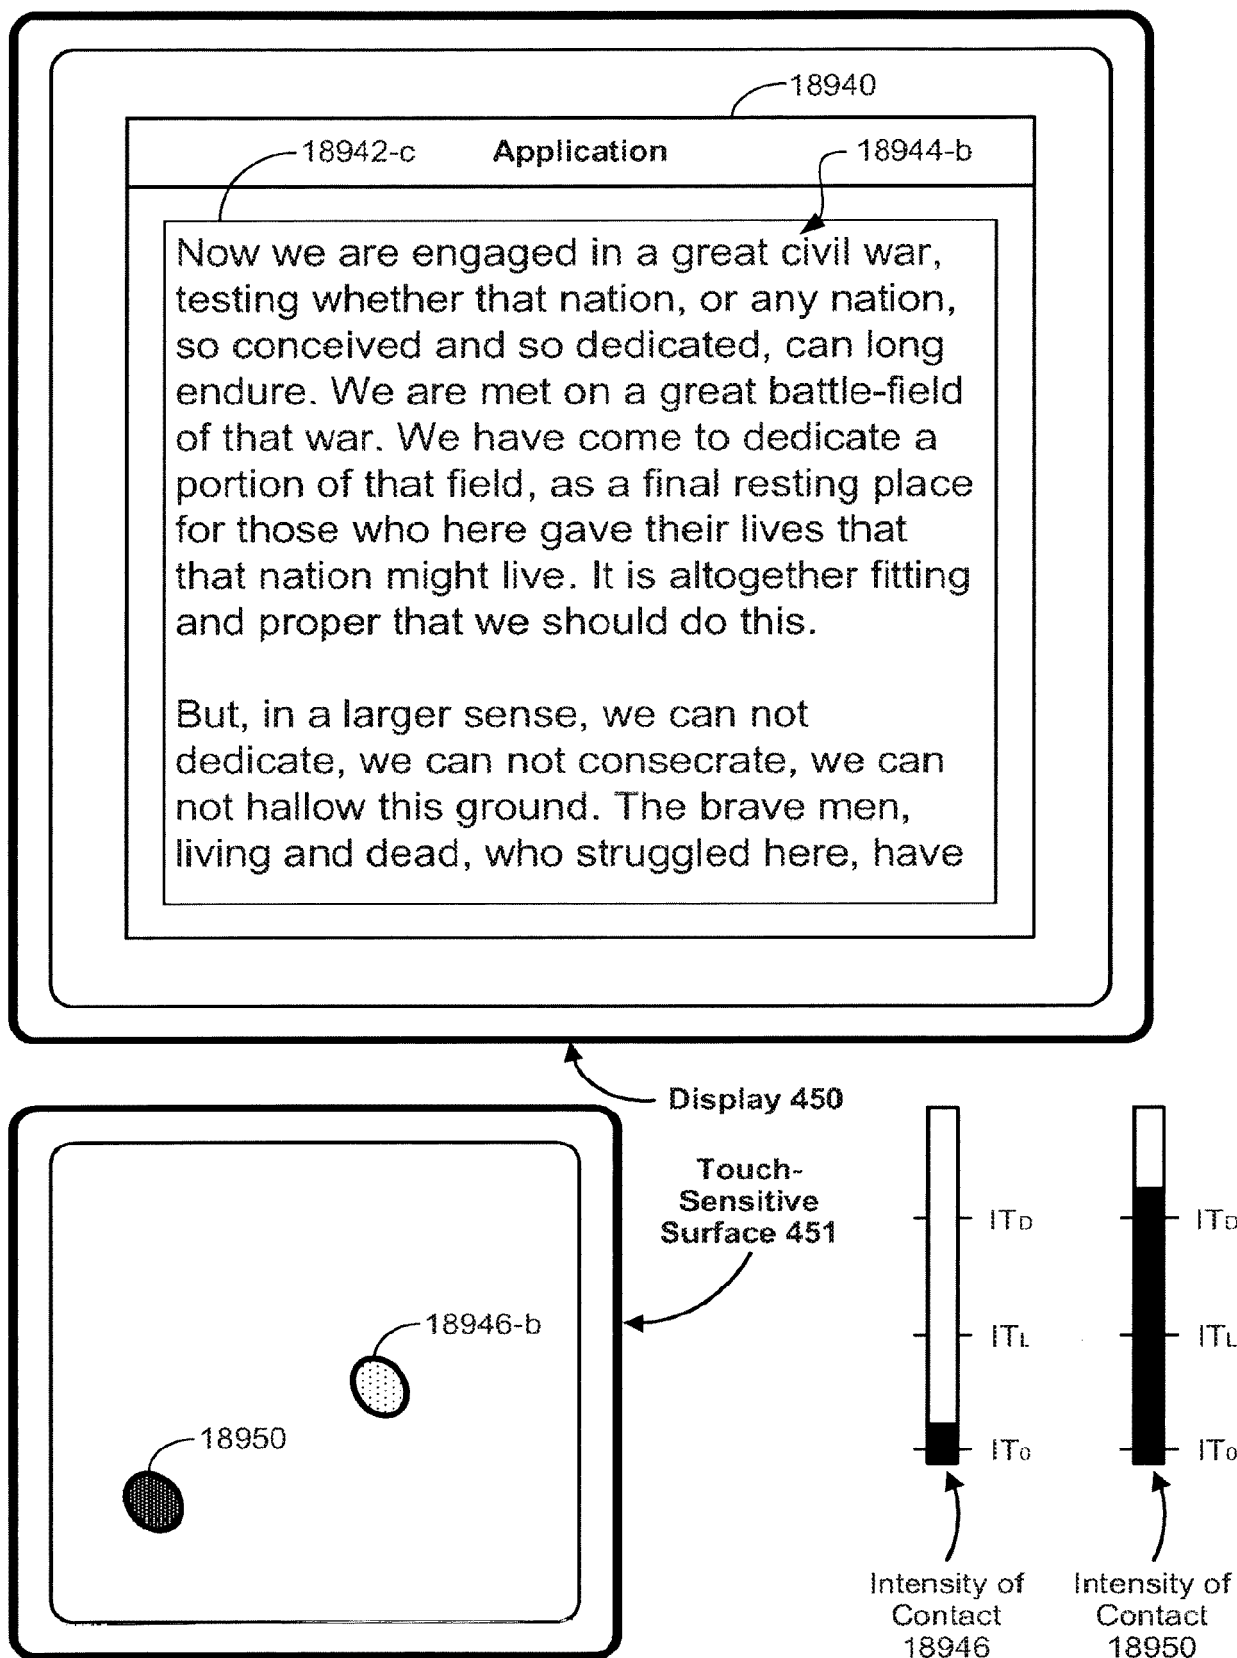 18940
18942-c
Application
18944-b
Now we are engaged in a great civil war,
testing whether that nation, or any nation,
so conceived and so dedicated, can long
endure. We are met on a great battle-field
of that war. We have come to dedicate a
portion of that field, as a final resting place
for those who here gave their lives that
that nation might live. It is altogether fitting
and proper that we should do this.
But, in a larger sense, we can not
dedicate, we can not consecrate, we can
not hallow this ground. The brave men,
living and dead, who struggled here, have
Display 450
Touch-
Sensitive
Surface 451
18946-b
18950
ITD
ITL
IT0
Intensity of
Contact
18946
ITD
ITL
IT0
Intensity of
Contact
18950